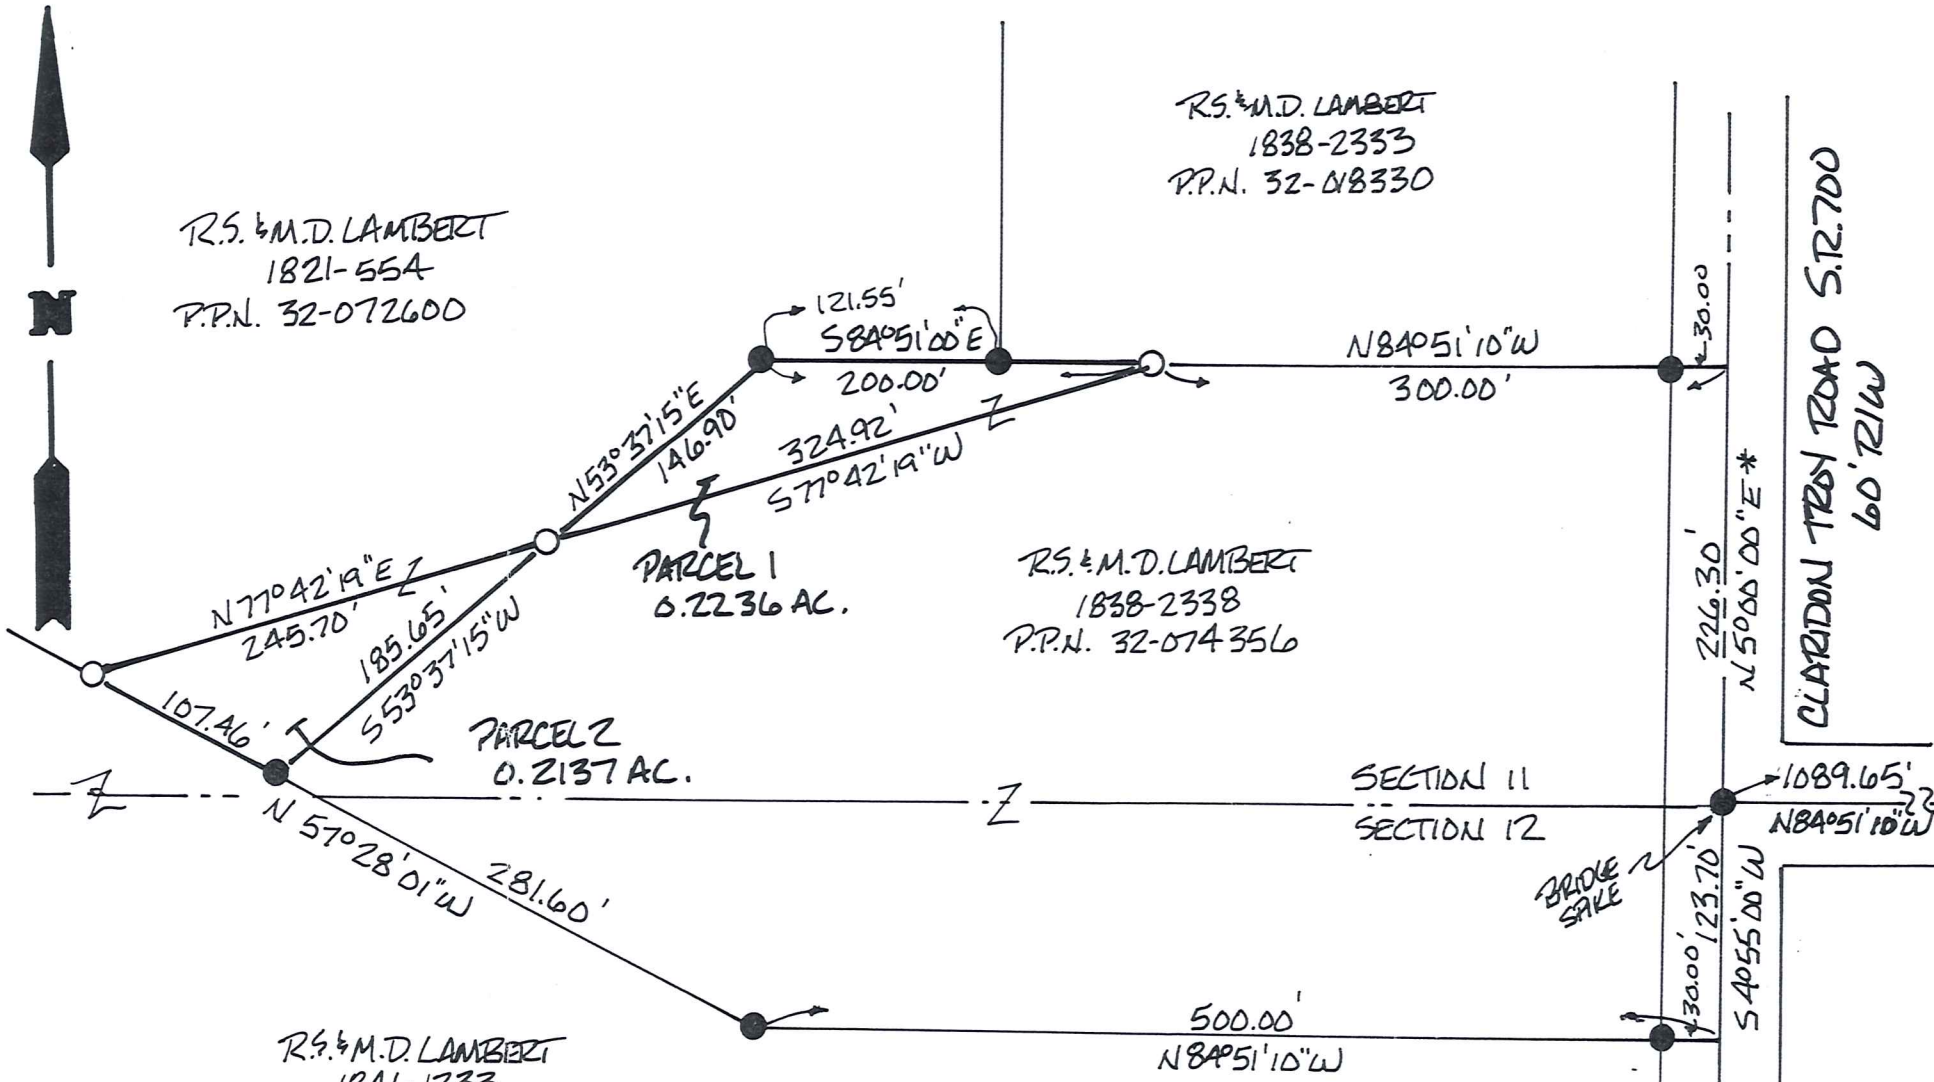 N
R.S. & M.D. LAMBERT
1821-554
P.P.N. 32-072600
R.S. & M.D. LAMBERT
1838-2333
P.P.N. 32-018330
121.55'
S84°51'00"E
200.00'
N84°51'10"W
300.00'
30.00
CLARIDON TROY ROAD S.R.700
60' R/W
N53°37'15"E
146.90'
324.92'
S77°42'19"W
Z
N77°42'19"E Z
245.70'
185.65'
S53°37'15"W
PARCEL 1
0.2236 AC.
R.S. & M.D. LAMBERT
1838-2338
P.P.N. 32-074356
226.30'
N5°00'00"E*
107.46'
PARCEL 2
0.2137 AC.
Z
Z
SECTION 11
SECTION 12
1089.65'
N84°51'10"W
N 57°28'01"W
281.60'
BRIDGE
SPKE
123.70'
S4°55'00"W
30.00'
500.00'
N84°51'10"W
R.S. & M.D. LAMBERT